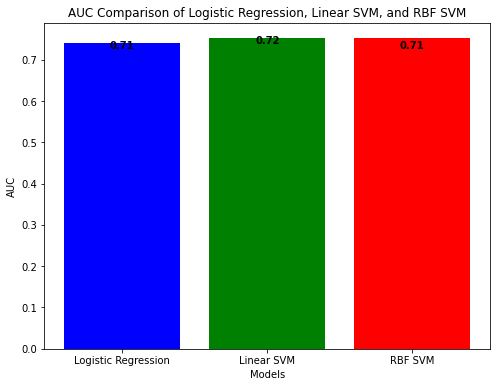 AUC Comparison of Logistic Regression, Linear SVM, and RBF SVM
0.7
0.6
0.5
0.4
0.3
0.2
0.1
0.0
AUC
0.71
0.72
0.71
Logistic Regression
Linear SVM
RBF SVM
Models